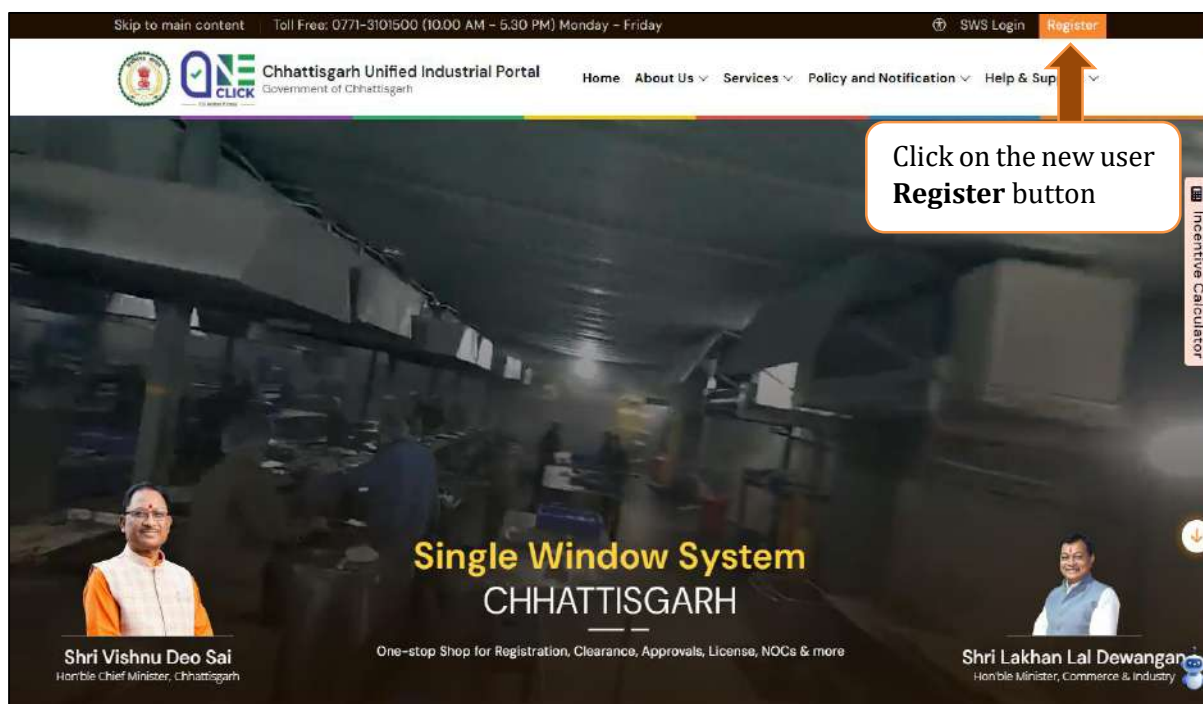 Skip to main content
Toll Free: 0771-3101500 (10.00 AM - 5.30 PM) Monday - Friday
SWS Login
Register
ONE
CLICK
Chhattisgarh Unified Industrial Portal
Government of Chhattisgarh
Home
About Us
Services
Policy and Notification
Help &
Click on the new user
Register button
Incentive Calculator
Single Window System
CHHATTISGARH
One-stop Shop for Registration, Clearance, Approvals, License, NOCs & more
Shri Vishnu Deo Sai
Hon'ble Chief Minister, Chhattisgarh
Shri Lakhan Lal Dewangan
Hon'ble Minister, Commerce & Industry